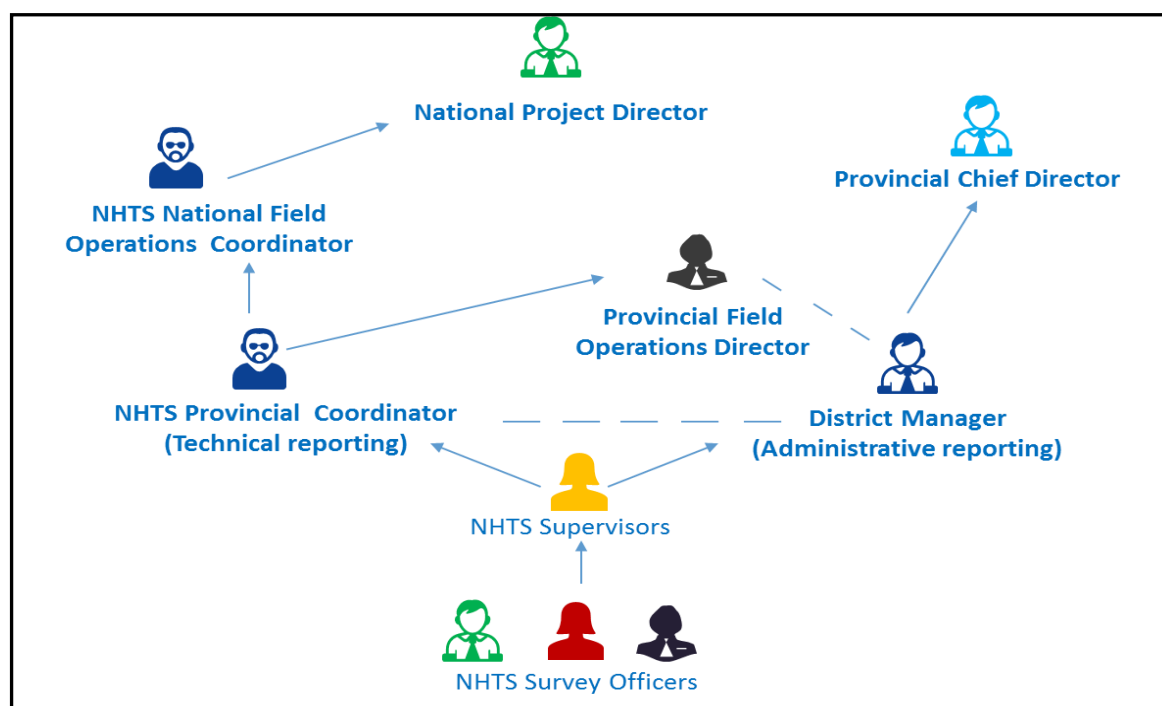 National Project Director
Provincial Chief Director
NHTS National Field
Operations Coordinator
Provincial Field
Operations Director
NHTS Provincial Coordinator
(Technical reporting)
District Manager
(Administrative reporting)
NHTS Supervisors
NHTS Survey Officers